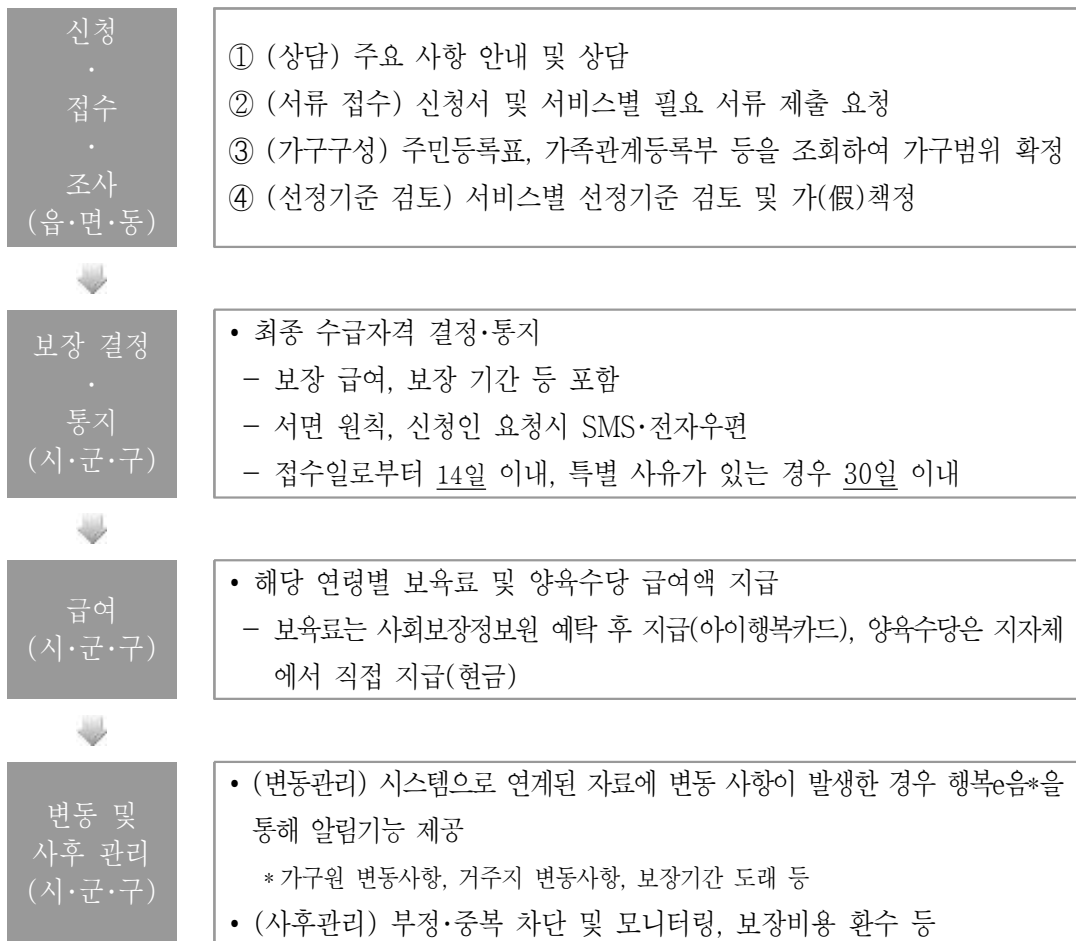 신청
·
접수
·
조사
(읍·면·동)
① (상담) 주요 사항 안내 및 상담
② (서류 접수) 신청서 및 서비스별 필요 서류 제출 요청
③ (가구구성) 주민등록표, 가족관계등록부 등을 조회하여 가구범위 확정
④ (선정기준 검토) 서비스별 선정기준 검토 및 가(假)책정
보장 결정
·
통지
(시·군·구)
• 최종 수급자격 결정·통지
− 보장 급여, 보장 기간 등 포함
− 서면 원칙, 신청인 요청시 SMS·전자우편
− 접수일로부터 14일 이내, 특별 사유가 있는 경우 30일 이내
급여
(시·군·구)
• 해당 연령별 보육료 및 양육수당 급여액 지급
− 보육료는 사회보장정보원 예탁 후 지급(아이행복카드), 양육수당은 지자체
에서 직접 지급(현금)
변동 및
사후 관리
(시·군·구)
• (변동관리) 시스템으로 연계된 자료에 변동 사항이 발생한 경우 행복e음*을
통해 알림기능 제공
* 가구원 변동사항, 거주지 변동사항, 보장기간 도래 등
• (사후관리) 부정·중복 차단 및 모니터링, 보장비용 환수 등